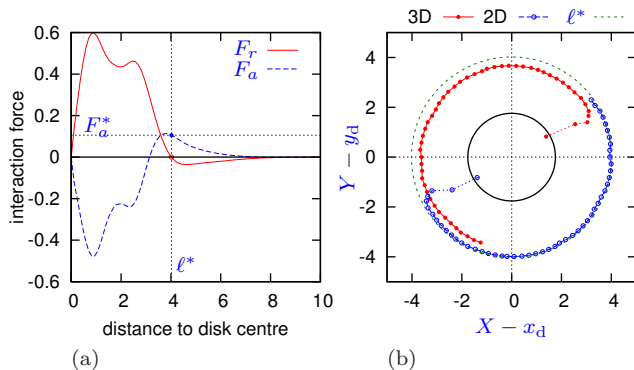 3D 2D ℓ*
0.6
0.4
0.2
0
-0.2
-0.4
-0.6
interaction force
F_r
F_a
F_a^*
ℓ*
0 2 4 6 8 10
distance to disk centre
(a)
4
2
0
-2
-4
Y − y_d
-4 -2 0 2 4
X − x_d
(b)